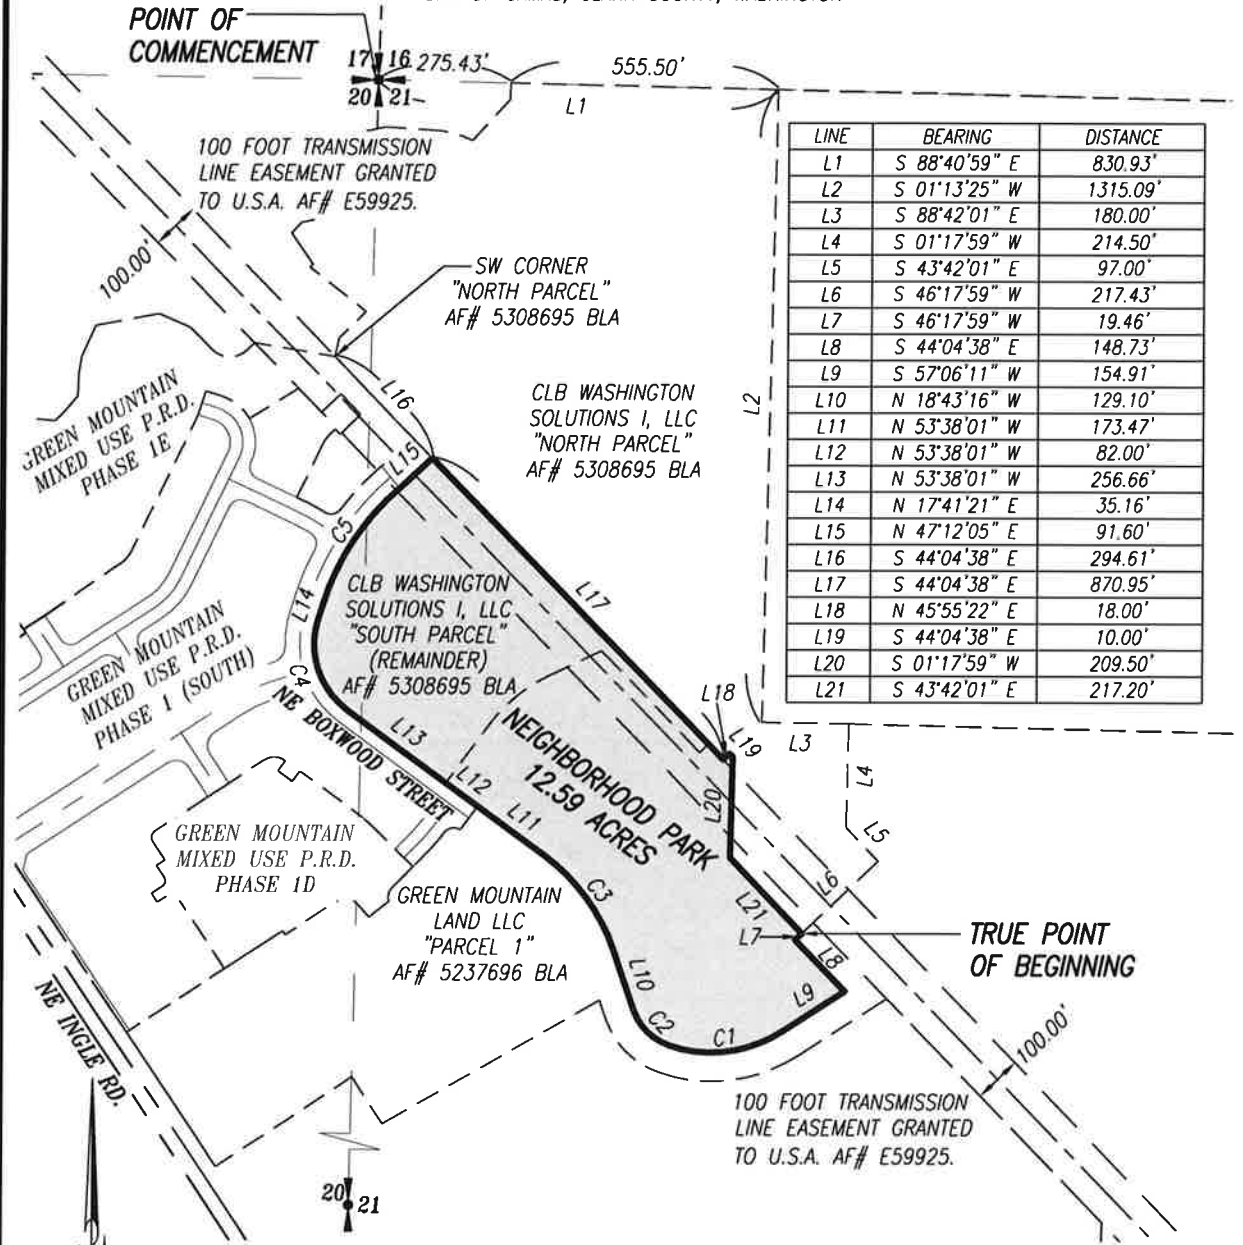 POINT OF
COMMENCEMENT
17 16
20 21
275.43'
555.50'
L1
100 FOOT TRANSMISSION
LINE EASEMENT GRANTED
TO U.S.A. AF# E59925.
100.00'
SW CORNER
"NORTH PARCEL"
AF# 5308695 BLA
L16
CLB WASHINGTON
SOLUTIONS I, LLC
"NORTH PARCEL"
AF# 5308695 BLA
L2
LINE BEARING DISTANCE
L1 S 88°40'59" E 830.93'
L2 S 01°13'25" W 1315.09'
L3 S 88°42'01" E 180.00'
L4 S 01°17'59" W 214.50'
L5 S 43°42'01" E 97.00'
L6 S 46°17'59" W 217.43'
L7 S 46°17'59" W 19.46'
L8 S 44°04'38" E 148.73'
L9 S 57°06'11" W 154.91'
L10 N 18°43'16" W 129.10'
L11 N 53°38'01" W 173.47'
L12 N 53°38'01" W 82.00'
L13 N 53°38'01" W 256.66'
L14 N 17°41'21" E 35.16'
L15 N 47°12'05" E 91.60'
L16 S 44°04'38" E 294.61'
L17 S 44°04'38" E 870.95'
L18 N 45°55'22" E 18.00'
L19 S 44°04'38" E 10.00'
L20 S 01°17'59" W 209.50'
L21 S 43°42'01" E 217.20'
GREEN MOUNTAIN
MIXED USE P.R.D.
PHASE 1E
L15
C5
L14
C4
CLB WASHINGTON
SOLUTIONS I, LLC
"SOUTH PARCEL"
(REMAINDER)
AF# 5308695 BLA
L17
GREEN MOUNTAIN
MIXED USE P.R.D.
PHASE 1 (SOUTH)
NE BOXWOOD STREET
L13
L12
L11
NEIGHBORHOOD PARK
12.59 ACRES
L18
L19
L20
L3
L4
L5
L6
GREEN MOUNTAIN
MIXED USE P.R.D.
PHASE 1D
GREEN MOUNTAIN
LAND LLC
"PARCEL 1"
AF# 5237696 BLA
C3
L21
L7
L8
TRUE POINT
OF BEGINNING
L10
L9
C2
C1
NE INGLE RD.
100.00'
100 FOOT TRANSMISSION
LINE EASEMENT GRANTED
TO U.S.A. AF# E59925.
20 21